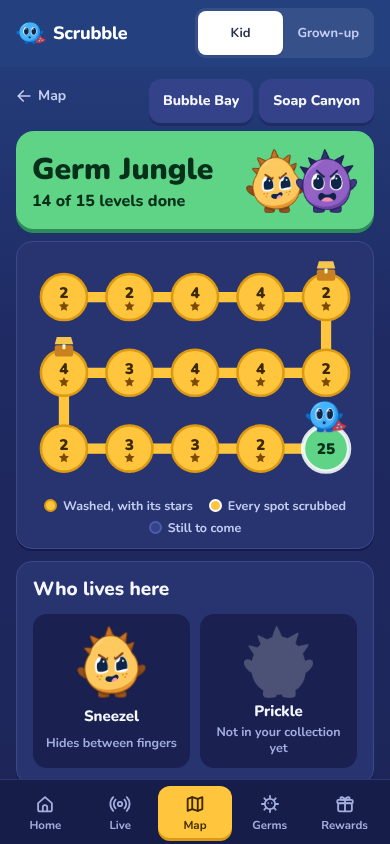 Scrubble
Kid
Grown-up
Map
Bubble Bay
Soap Canyon
Germ Jungle
14 of 15 levels done
2
2
4
4
2
4
3
4
4
2
2
3
3
2
25
Washed, with its stars
Every spot scrubbed
Still to come
Who lives here
Sneezel
Hides between fingers
Prickle
Not in your collection
yet
Home
Live
Map
Germs
Rewards